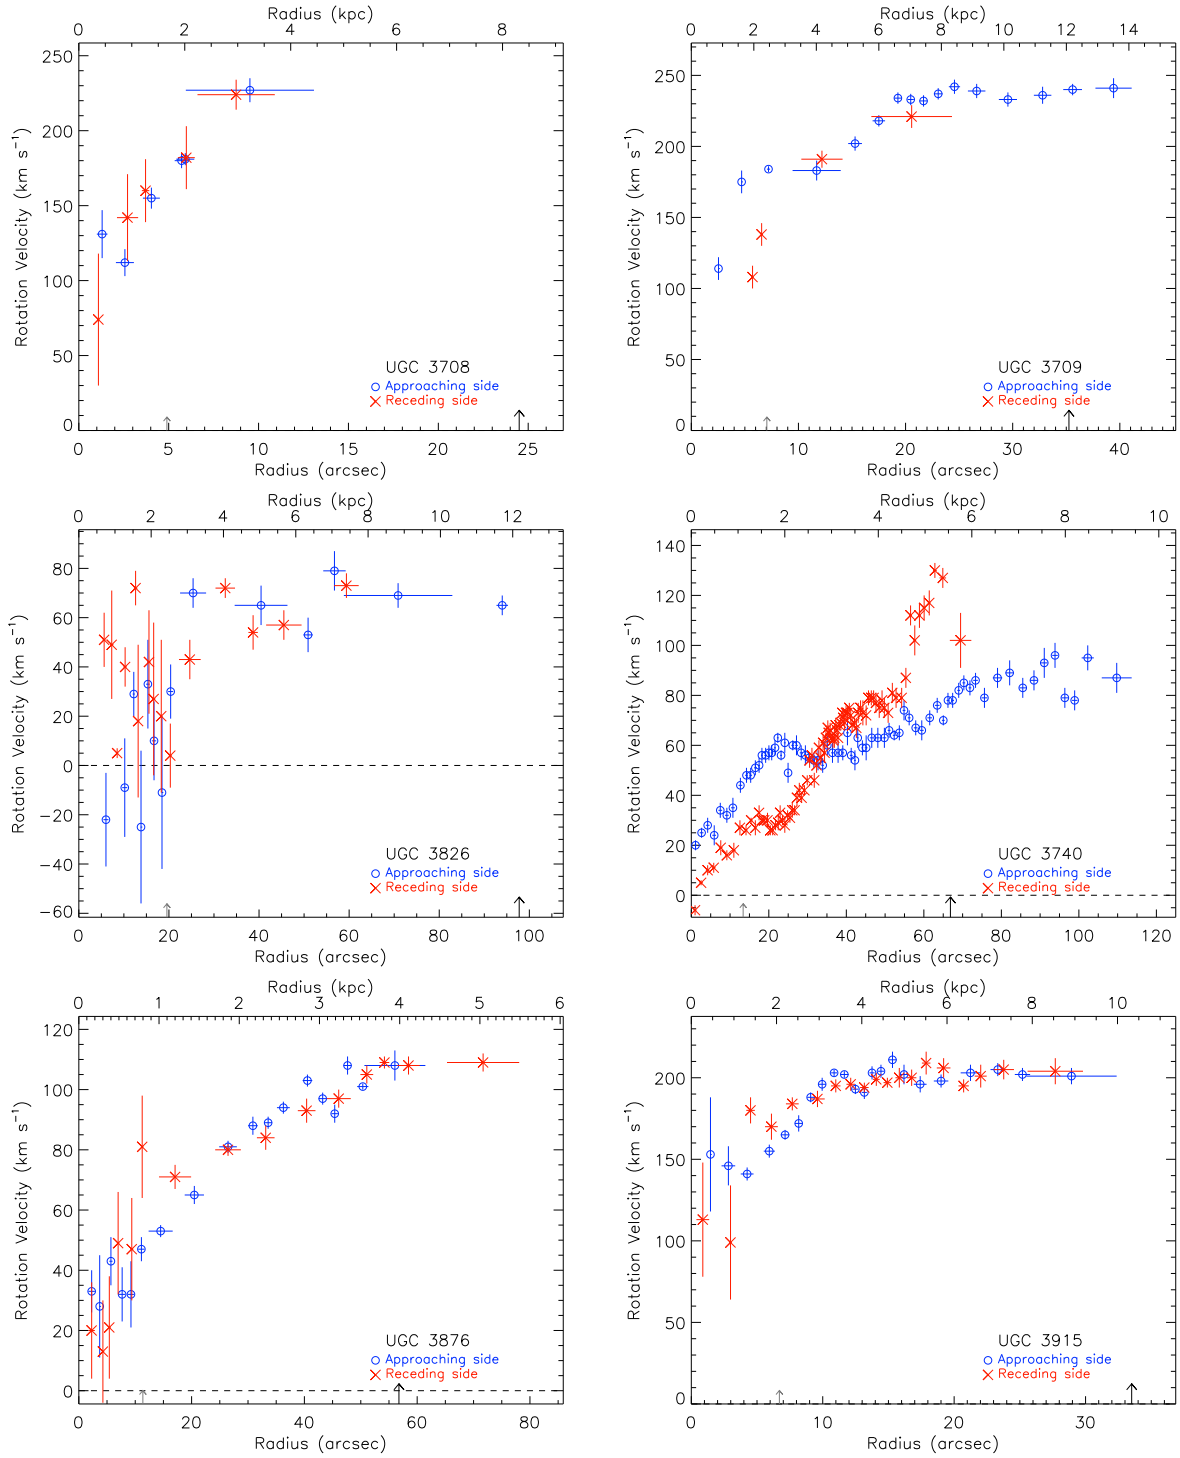 Radius (kpc)
0 2 4 6 8
250
200
150
100
50
0
Rotation Velocity (km s⁻¹)
UGC 3708
Approaching side
Receding side
0 5 10 15 20 25
Radius (arcsec)
Radius (kpc)
0 2 4 6 8 10 12 14
250
200
150
100
50
0
Rotation Velocity (km s⁻¹)
UGC 3709
Approaching side
Receding side
0 10 20 30 40
Radius (arcsec)
Radius (kpc)
0 2 4 6 8 10 12
80
60
40
20
0
−20
−40
−60
Rotation Velocity (km s⁻¹)
UGC 3826
Approaching side
Receding side
0 20 40 60 80 100
Radius (arcsec)
Radius (kpc)
0 2 4 6 8 10
140
120
100
80
60
40
20
0
Rotation Velocity (km s⁻¹)
UGC 3740
Approaching side
Receding side
0 20 40 60 80 100 120
Radius (arcsec)
Radius (kpc)
0 1 2 3 4 5 6
120
100
80
60
40
20
0
Rotation Velocity (km s⁻¹)
UGC 3876
Approaching side
Receding side
0 20 40 60 80
Radius (arcsec)
Radius (kpc)
0 2 4 6 8 10
200
150
100
50
0
Rotation Velocity (km s⁻¹)
UGC 3915
Approaching side
Receding side
0 10 20 30
Radius (arcsec)